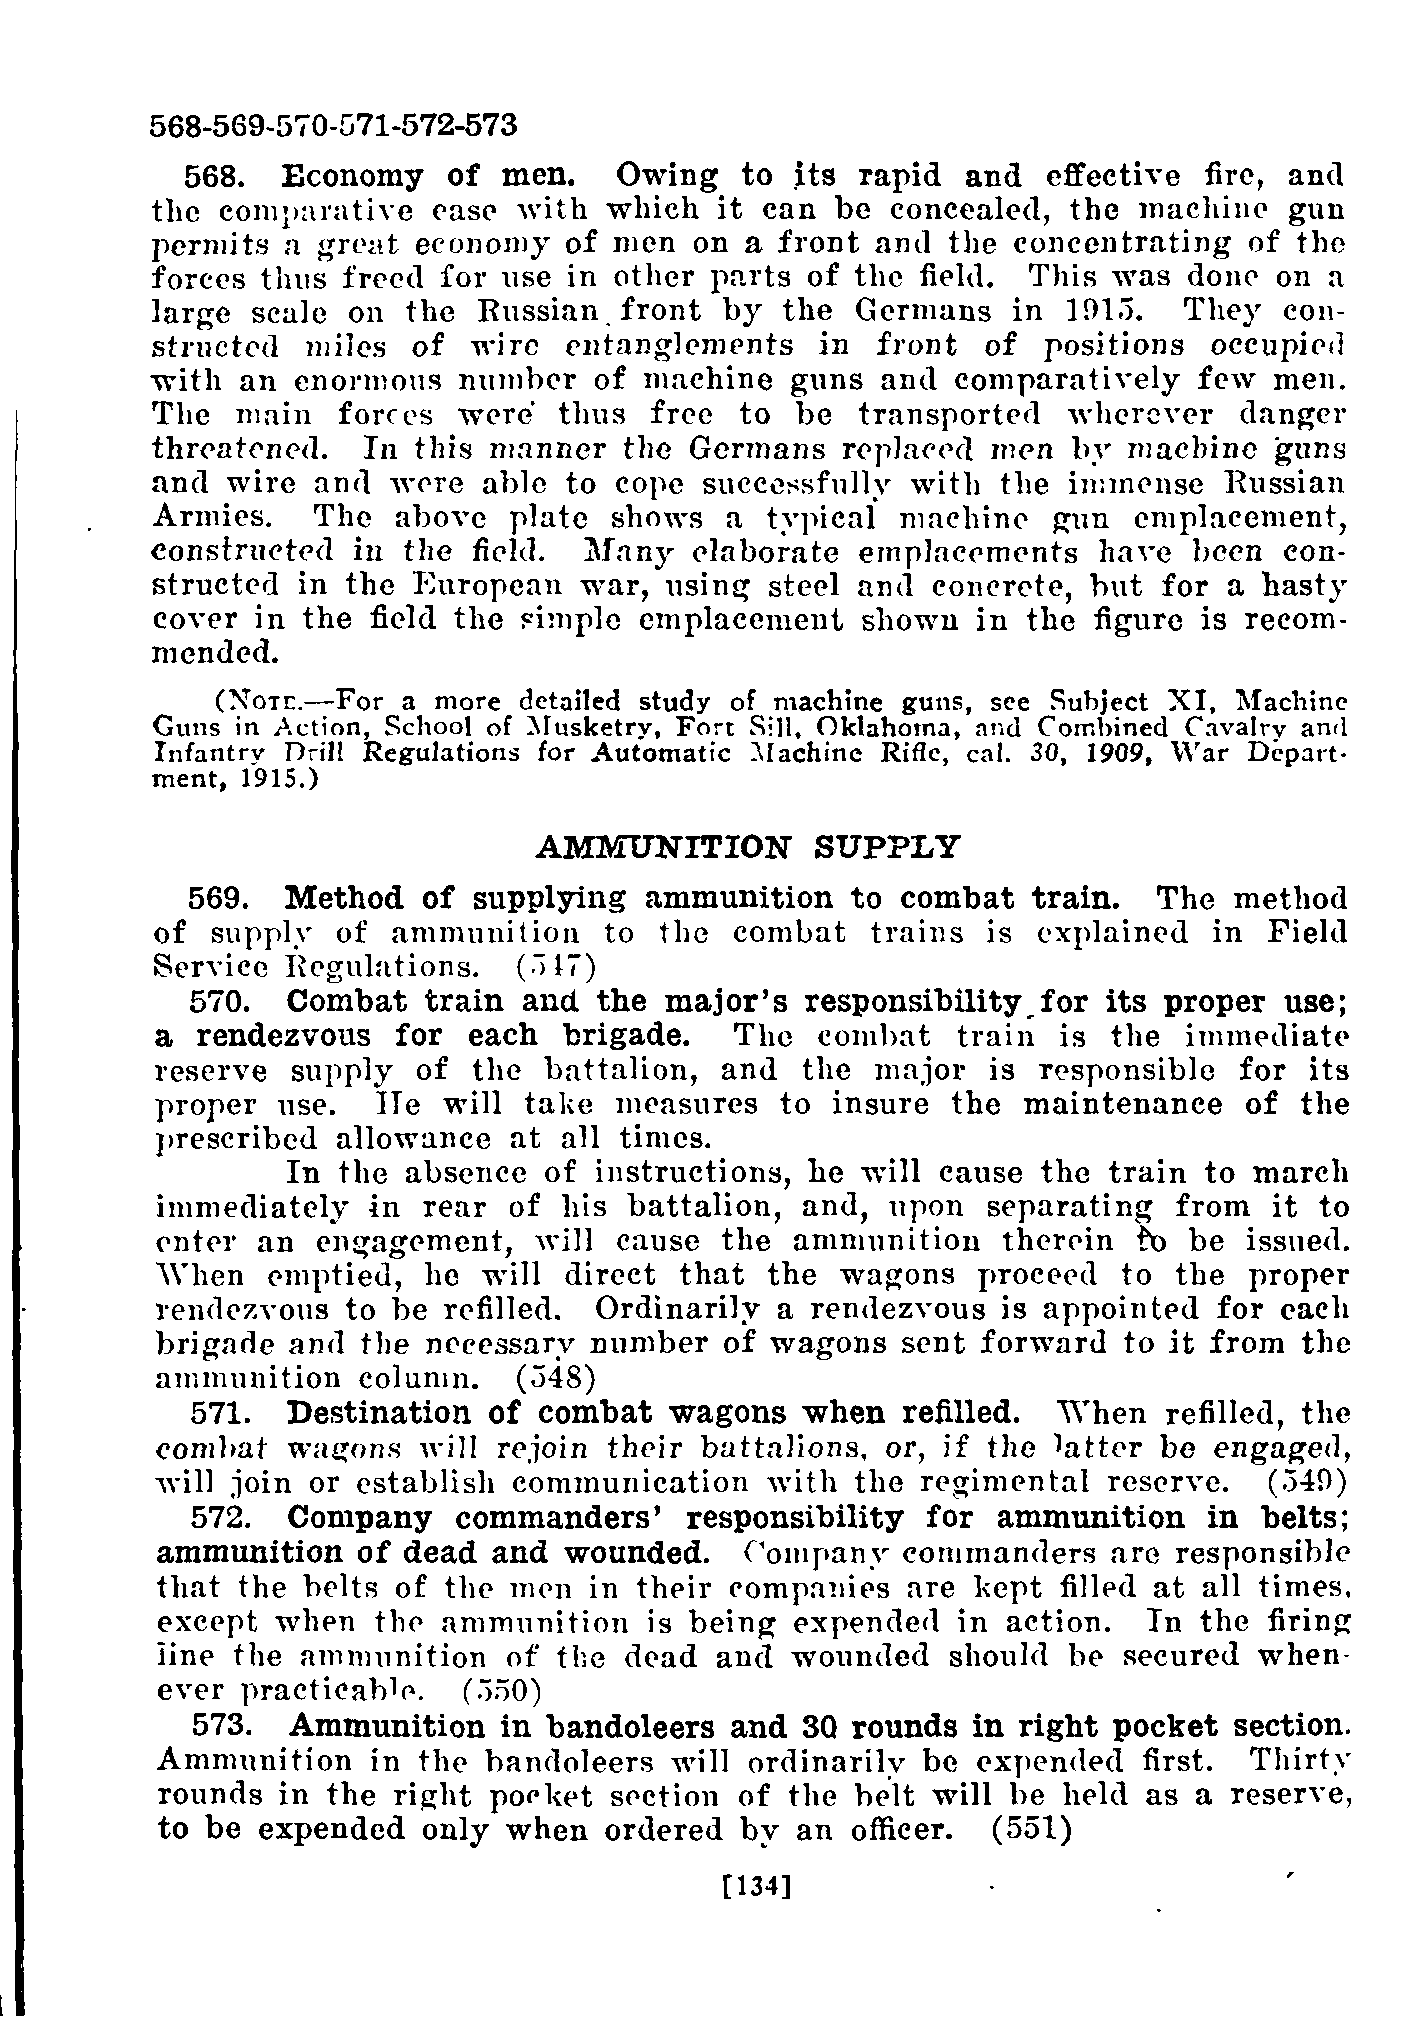 568-569-570-571-572-573
568. Economy of men. Owing to its rapid and effective fire, and
the comparative ease with which it can be concealed, the machine gun
permits a great economy of men on a front and the concentrating of the
forces thus freed for use in other parts of the field. This was done on a
large scale on the Russian front by the Germans in 1915. They con-
structed miles of wire entanglements in front of positions occupied
with an enormous number of machine guns and comparatively few men.
The main forces were thus free to be transported wherever danger
threatened. In this manner the Germans replaced men by machine guns
and wire and were able to cope successfully with the immense Russian
Armies. The above plate shows a typical machine gun emplacement,
constructed in the field. Many elaborate emplacements have been con-
structed in the European war, using steel and concrete, but for a hasty
cover in the field the simple emplacement shown in the figure is recom-
mended.
(NOTE.—For a more detailed study of machine guns, see Subject XI, Machine
Guns in Action, School of Musketry, Fort Sill, Oklahoma, and Combined Cavalry and
Infantry Drill Regulations for Automatic Machine Rifle, cal. 30, 1909, War Depart-
ment, 1915.)
AMMUNITION SUPPLY
569. Method of supplying ammunition to combat train. The method
of supply of ammunition to the combat trains is explained in Field
Service Regulations. (547)
570. Combat train and the major's responsibility for its proper use;
a rendezvous for each brigade. The combat train is the immediate
reserve supply of the battalion, and the major is responsible for its
proper use. He will take measures to insure the maintenance of the
prescribed allowance at all times.
In the absence of instructions, he will cause the train to march
immediately in rear of his battalion, and, upon separating from it to
enter an engagement, will cause the ammunition therein to be issued.
When emptied, he will direct that the wagons proceed to the proper
rendezvous to be refilled. Ordinarily a rendezvous is appointed for each
brigade and the necessary number of wagons sent forward to it from the
ammunition column. (548)
571. Destination of combat wagons when refilled. When refilled, the
combat wagons will rejoin their battalions, or, if the latter be engaged,
will join or establish communication with the regimental reserve. (549)
572. Company commanders' responsibility for ammunition in belts;
ammunition of dead and wounded. Company commanders are responsible
that the belts of the men in their companies are kept filled at all times,
except when the ammunition is being expended in action. In the firing
line the ammunition of the dead and wounded should be secured when-
ever practicable. (550)
573. Ammunition in bandoleers and 30 rounds in right pocket section.
Ammunition in the bandoleers will ordinarily be expended first. Thirty
rounds in the right pocket section of the belt will be held as a reserve,
to be expended only when ordered by an officer. (551)
[134]